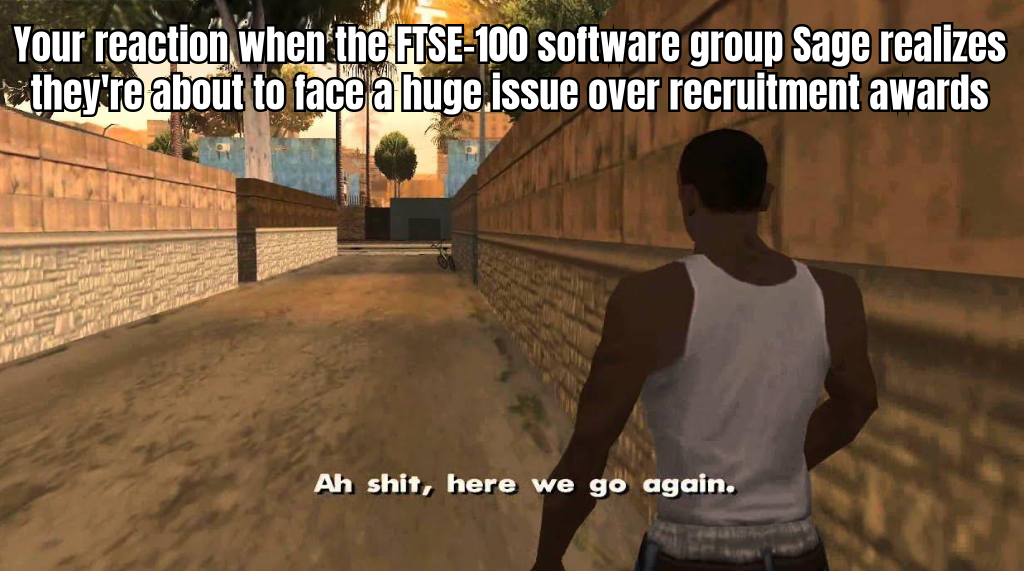 Your reaction when the FTSE-100 software group Sage realizes
they're about to face a huge issue over recruitment awards
Ah shit, here we go again.